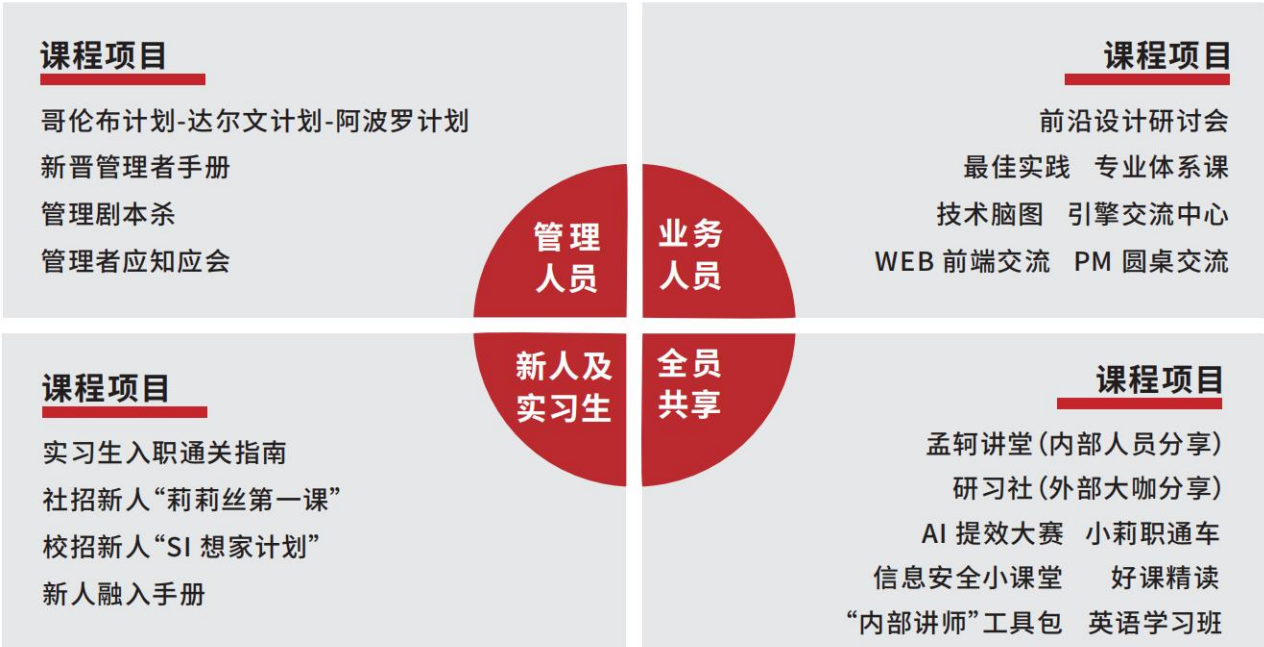 课程项目
哥伦布计划-达尔文计划-阿波罗计划
新晋管理者手册
管理剧本杀
管理者应知应会
管理
人员
课程项目
前沿设计研讨会
最佳实践 专业体系课
技术脑图 引擎交流中心
WEB 前端交流 PM 圆桌交流
业务
人员
课程项目
实习生入职通关指南
社招新人“莉莉丝第一课”
校招新人“SI 想家计划”
新人融入手册
新人及
实习生
课程项目
孟轲讲堂(内部人员分享)
研习社(外部大咖分享)
AI 提效大赛 小莉职通车
信息安全小课堂 好课精读
“内部讲师”工具包 英语学习班
全员
共享